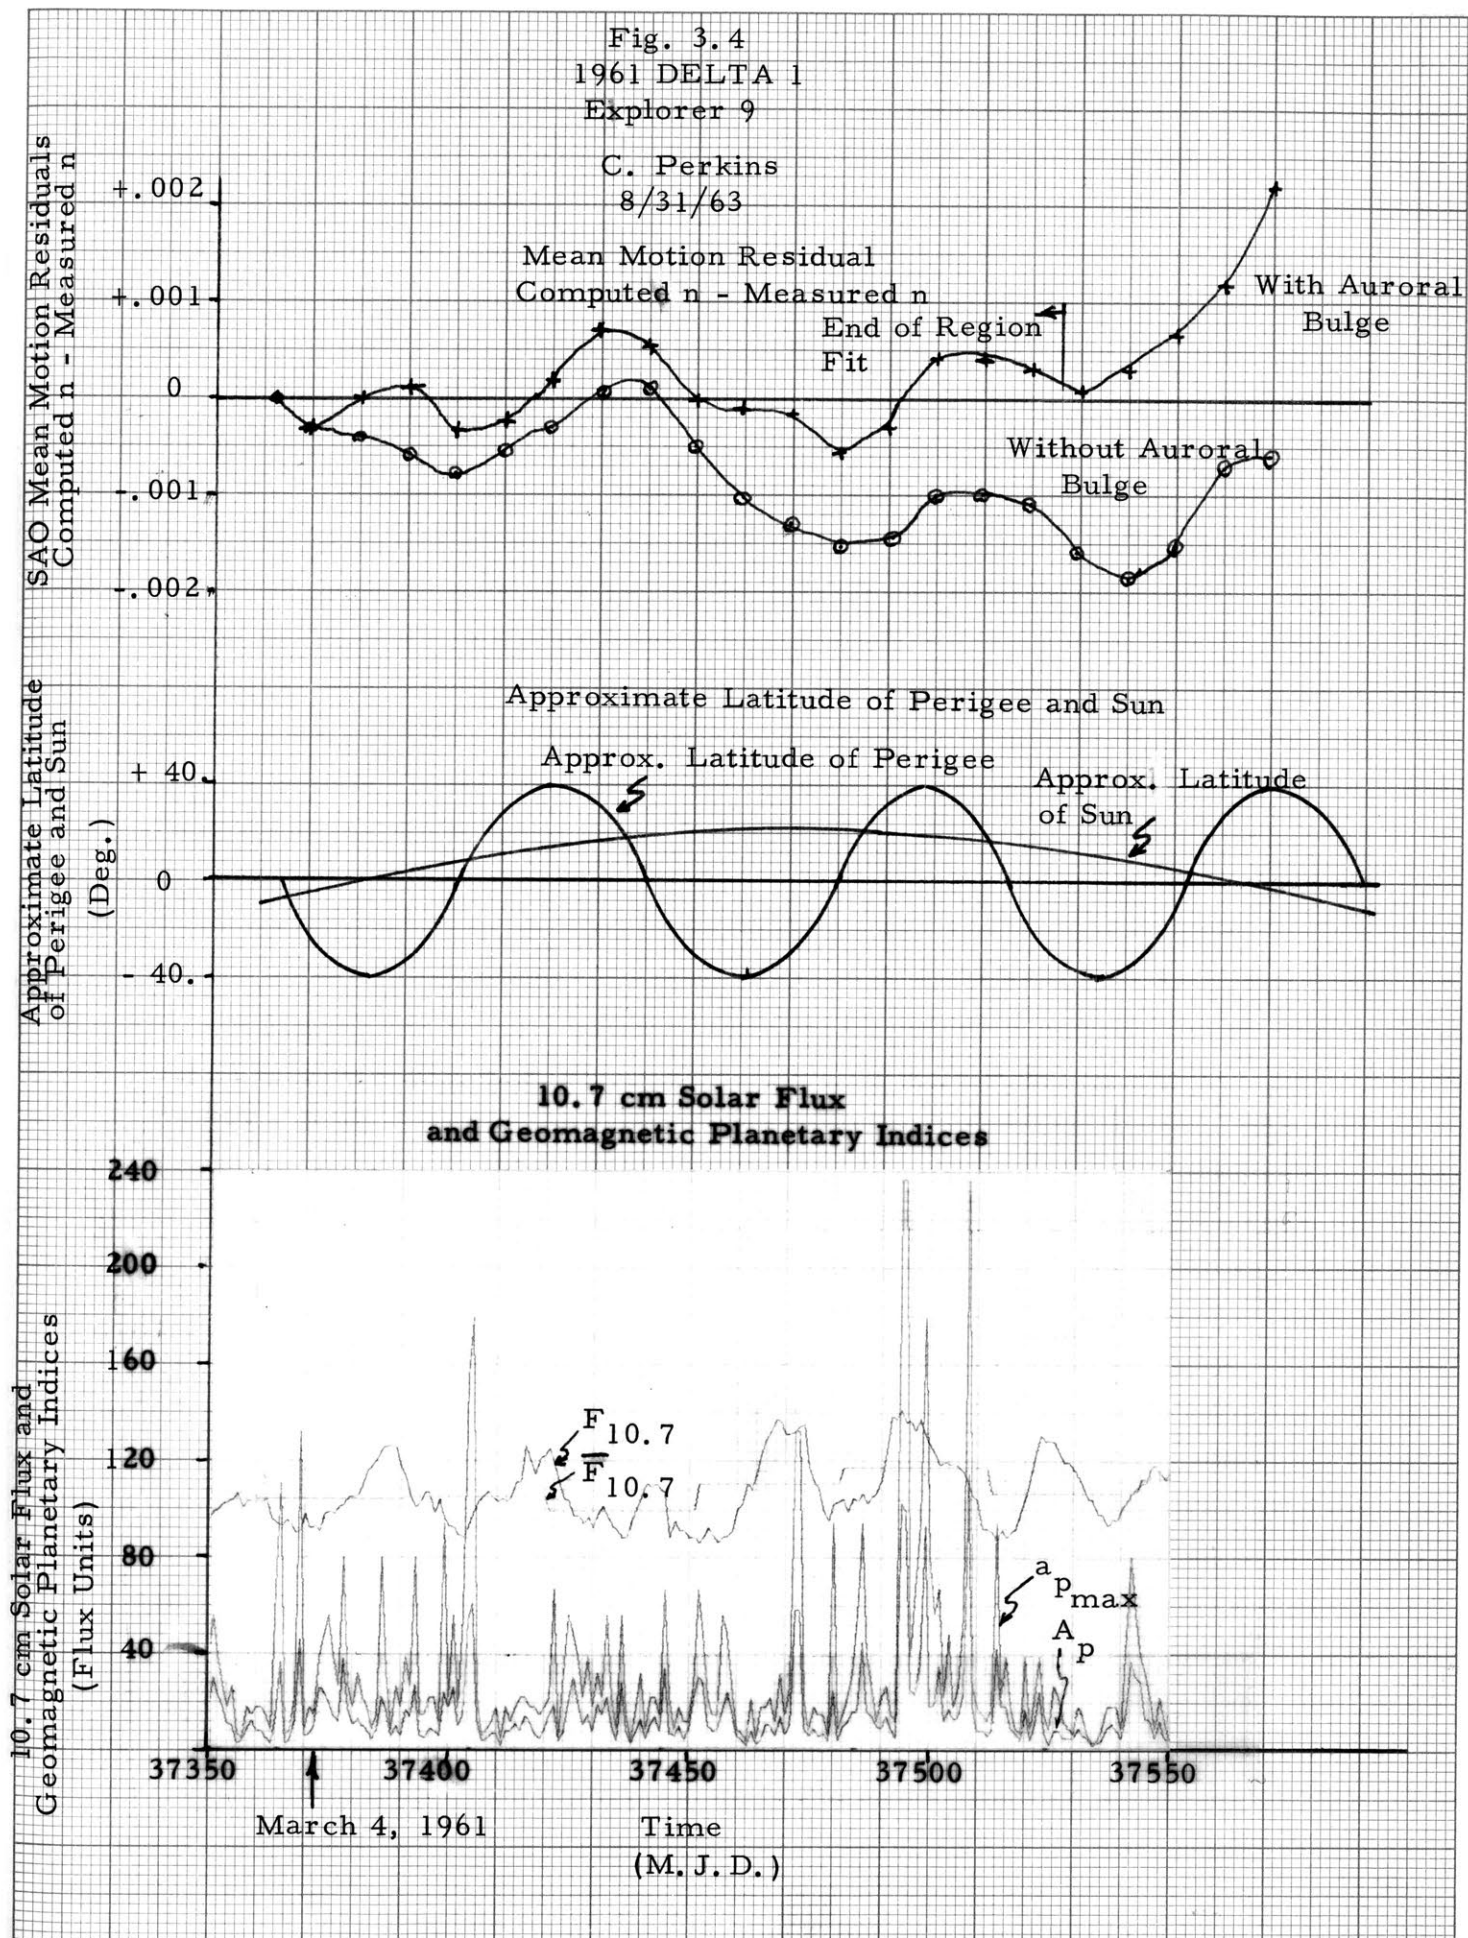 Fig. 3.4
1961 DELTA 1
Explorer 9
C. Perkins
8/31/63
SAO Mean Motion Residuals
Computed n - Measured n
+.002
+.001
0
-.001
-.002
Mean Motion Residual
Computed n - Measured n
End of Region
Fit
With Auroral
Bulge
Without Auroral
Bulge
Approximate Latitude of Perigee and Sun
Approximate Latitude
of Perigee and Sun
(Deg.)
+ 40
0
- 40
Approx. Latitude of Perigee
Approx. Latitude
of Sun
10.7 cm Solar Flux
and Geomagnetic Planetary Indices
10.7 cm Solar Flux and
Geomagnetic Planetary Indices
(Flux Units)
240
200
160
120
80
40
F10.7
F̅10.7
apmax
Ap
37350
37400
37450
37500
37550
March 4, 1961
Time
(M.J.D.)